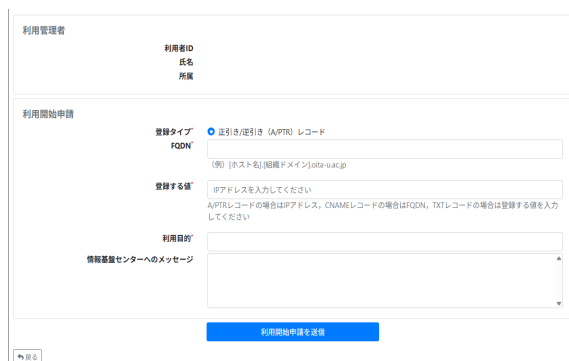 利用管理者
利用者ID
氏名
所属
利用開始申請
登録タイプ* 正引き/逆引き（A/PTR）レコード
FQDN*
（例）[ホスト名].[組織ドメイン].oita-u.ac.jp
登録する値* IPアドレスを入力してください
A/PTRレコードの場合はIPアドレス，CNAMEレコードの場合はFQDN，TXTレコードの場合は登録する値を入力
してください
利用目的*
情報基盤センターへのメッセージ
利用開始申請を送信
戻る